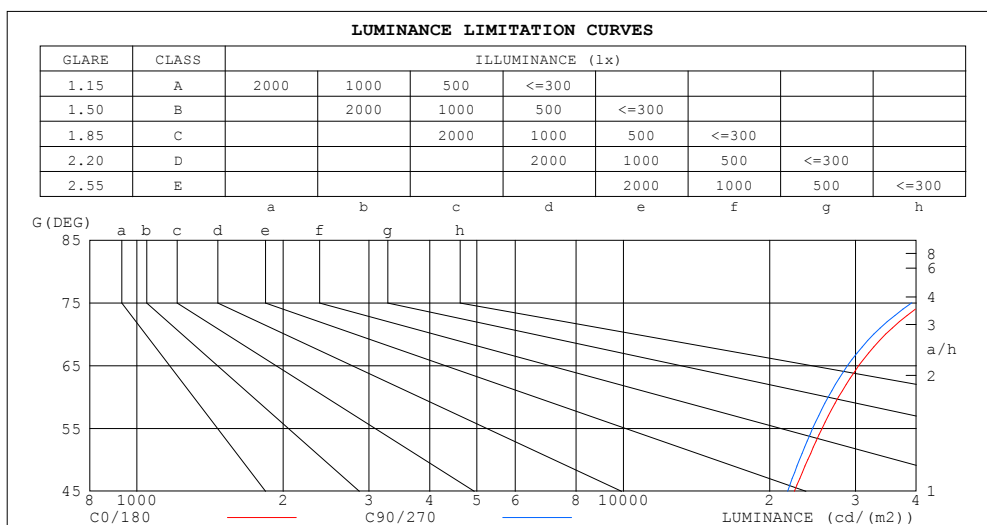 LUMINANCE LIMITATION CURVES
GLARE CLASS ILLUMINANCE (lx)
1.15 A 2000 1000 500 <=300
1.50 B 2000 1000 500 <=300
1.85 C 2000 1000 500 <=300
2.20 D 2000 1000 500 <=300
2.55 E 2000 1000 500 <=300
a b c d e f g h
G(DEG)
a b c d e f g h
85
8
6
75
4
3
a/h
65
2
55
45
1
8 1000 2 3 4 5 6 8 10000 2 3 4
C0/180 C90/270 LUMINANCE (cd/(m2))